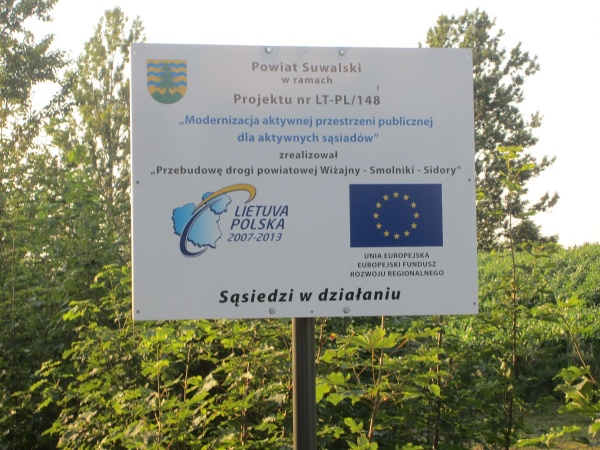 Powiat Suwalski
w ramach
Projektu nr LT-PL/148
„Modernizacja aktywnej przestrzeni publicznej
dla aktywnych sąsiadów”
zrealizował
„Przebudowę drogi powiatowej Wiżajny - Smolniki - Sidory”
LIETUVA
POLSKA
2007-2013
UNIA EUROPEJSKA
EUROPEJSKI FUNDUSZ
ROZWOJU REGIONALNEGO
Sąsiedzi w działaniu